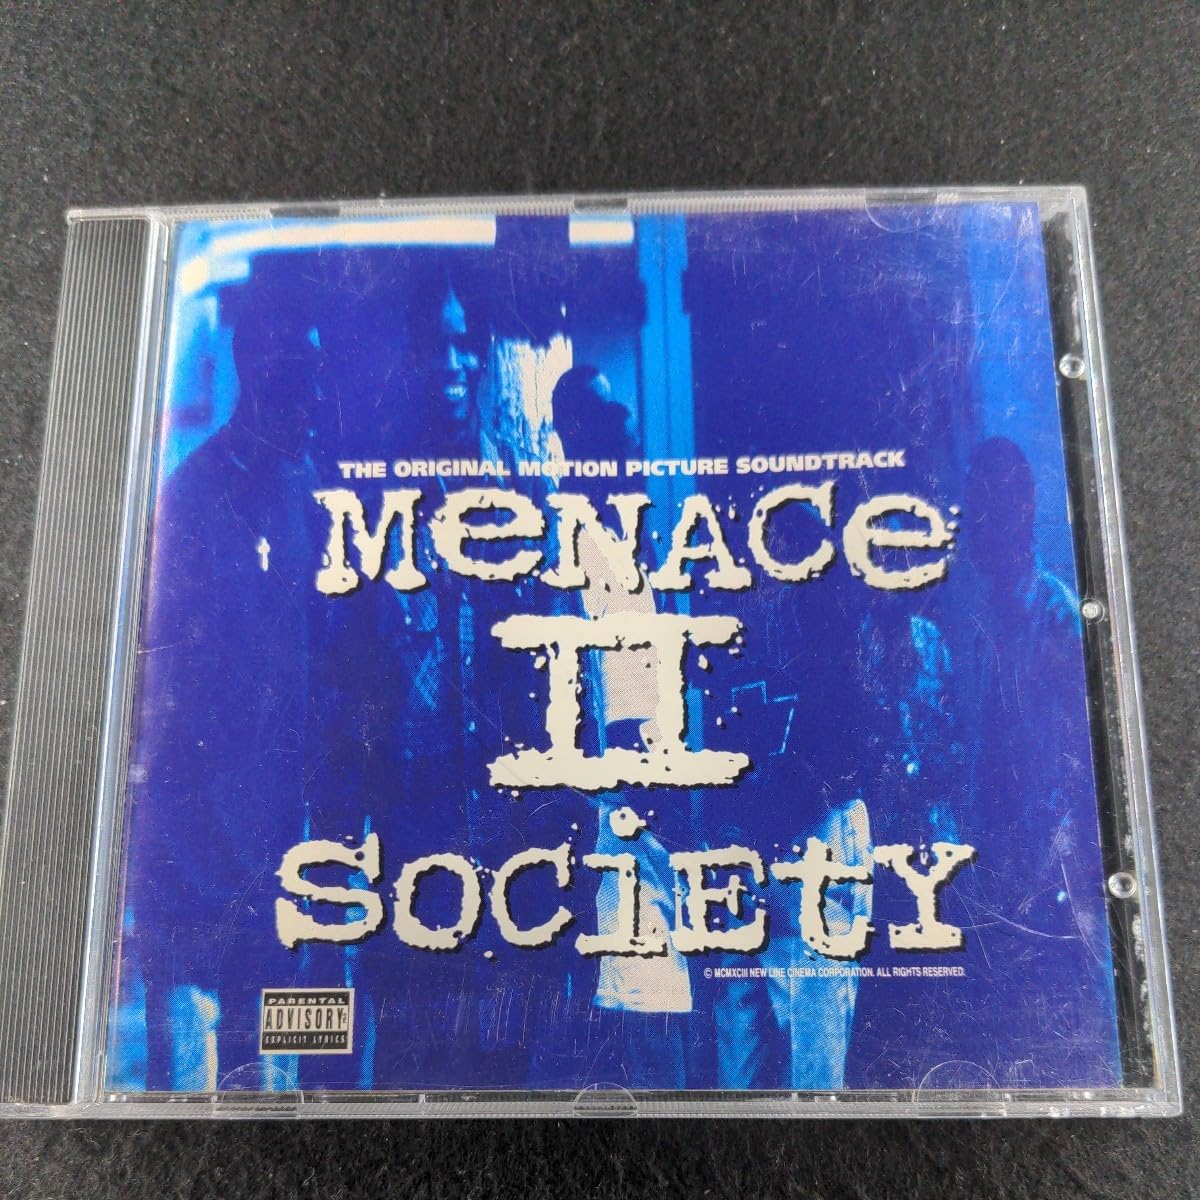 THE ORIGINAL MOTION PICTURE SOUNDTRACK
MeNACe
II
SOCiEtY
© MCMXCIII NEW LINE CINEMA CORPORATION. ALL RIGHTS RESERVED.
PARENTAL
ADVISORY
EXPLICIT LYRICS